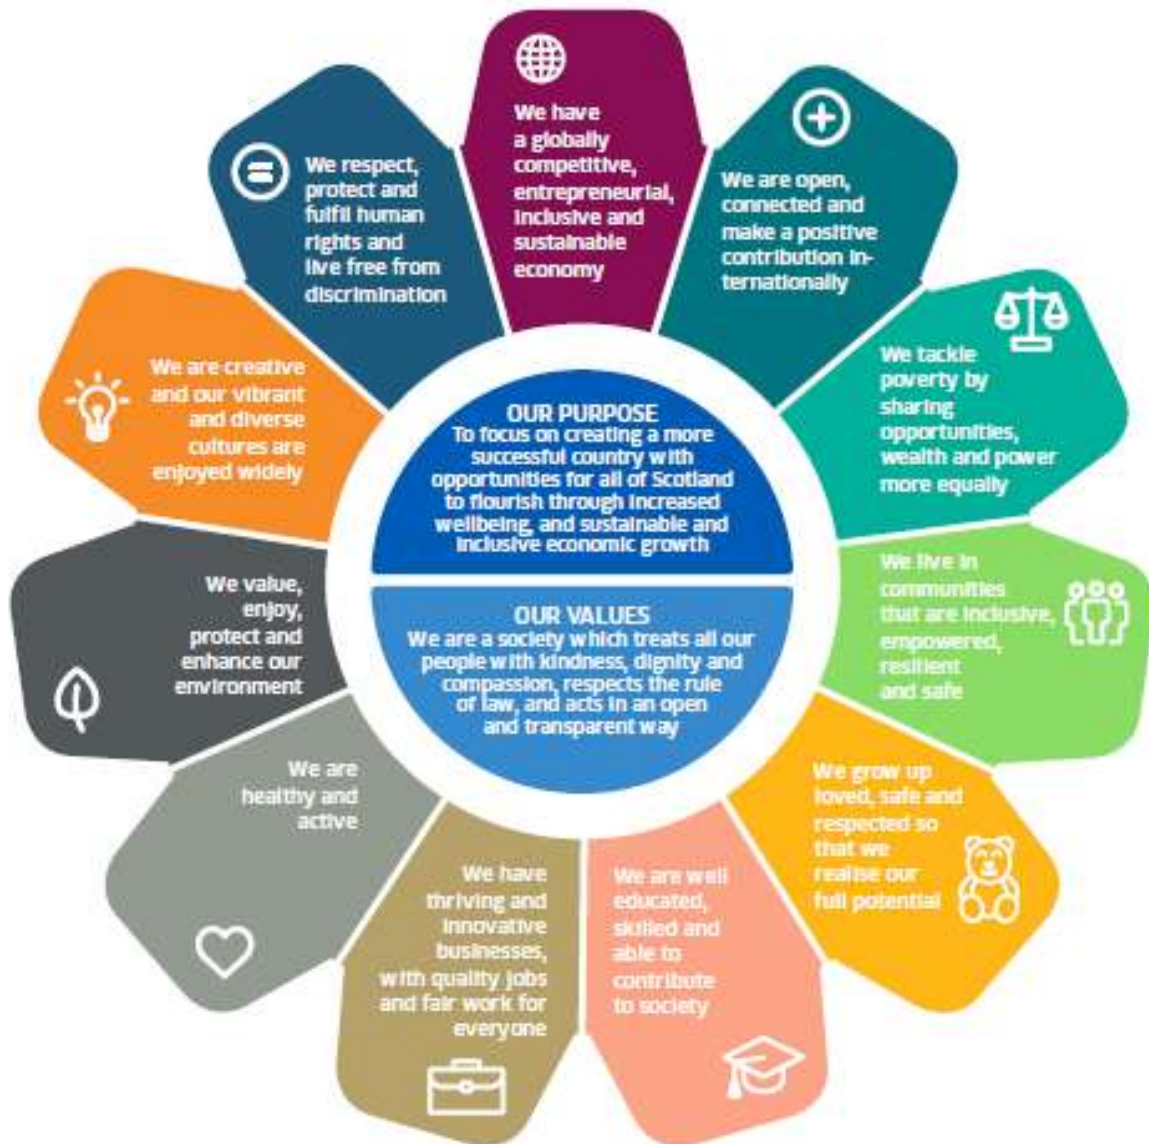 We have
a globally
competitive,
entrepreneurial,
inclusive and
sustainable
economy
We are open,
connected and
make a positive
contribution in-
ternationally
We tackle
poverty by
sharing
opportunities,
wealth and power
more equally
We live in
communities
that are inclusive,
empowered,
resilient
and safe
We grow up
loved, safe and
respected so
that we
realise our
full potential
We are well
educated,
skilled and
able to
contribute
to society
We have
thriving and
innovative
businesses,
with quality jobs
and fair work for
everyone
We are
healthy and
active
We value,
enjoy,
protect and
enhance our
environment
We are creative
and our vibrant
and diverse
cultures are
enjoyed widely
We respect,
protect and
fulfil human
rights and
live free from
discrimination
OUR PURPOSE
To focus on creating a more
successful country with
opportunities for all of Scotland
to flourish through increased
wellbeing, and sustainable and
inclusive economic growth
OUR VALUES
We are a society which treats all our
people with kindness, dignity and
compassion, respects the rule
of law, and acts in an open
and transparent way